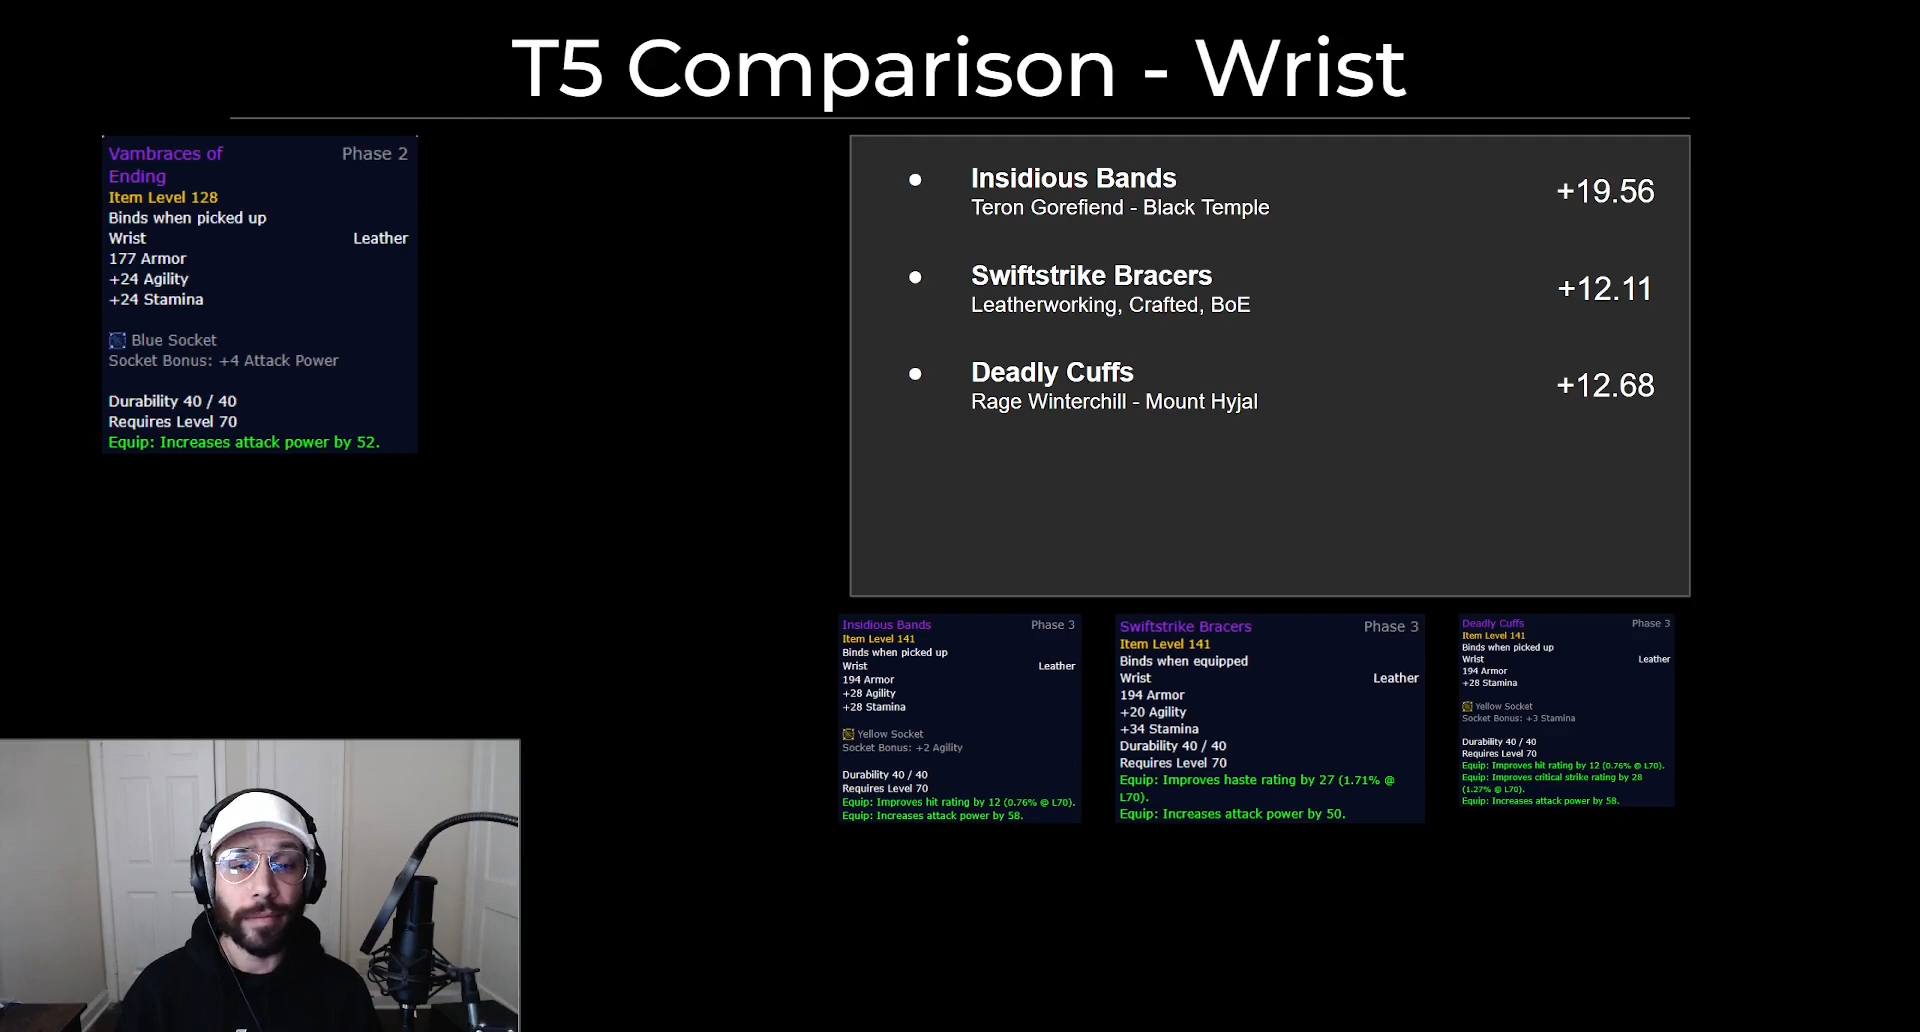 T5 Comparison - Wrist
Vambraces of Ending Phase 2
Item Level 128
Binds when picked up
Wrist Leather
177 Armor
+24 Agility
+24 Stamina
Blue Socket
Socket Bonus: +4 Attack Power
Durability 40 / 40
Requires Level 70
Equip: Increases attack power by 52.
Insidious Bands
Teron Gorefiend - Black Temple
+19.56
Swiftstrike Bracers
Leatherworking, Crafted, BoE
+12.11
Deadly Cuffs
Rage Winterchill - Mount Hyjal
+12.68
Insidious Bands Phase 3
Item Level 141
Binds when picked up
Wrist Leather
194 Armor
+28 Agility
+28 Stamina
Yellow Socket
Socket Bonus: +2 Agility
Durability 40 / 40
Requires Level 70
Equip: Improves hit rating by 12 (0.76% @ L70).
Equip: Increases attack power by 58.
Swiftstrike Bracers Phase 3
Item Level 141
Binds when equipped
Wrist Leather
194 Armor
+20 Agility
+34 Stamina
Durability 40 / 40
Requires Level 70
Equip: Improves haste rating by 27 (1.71% @
L70).
Equip: Increases attack power by 50.
Deadly Cuffs Phase 3
Item Level 141
Binds when picked up
Wrist Leather
194 Armor
+28 Stamina
Yellow Socket
Socket Bonus: +3 Stamina
Durability 40 / 40
Requires Level 70
Equip: Improves hit rating by 12 (0.76% @ L70).
Equip: Improves critical strike rating by 28
(1.27% @ L70).
Equip: Increases attack power by 58.